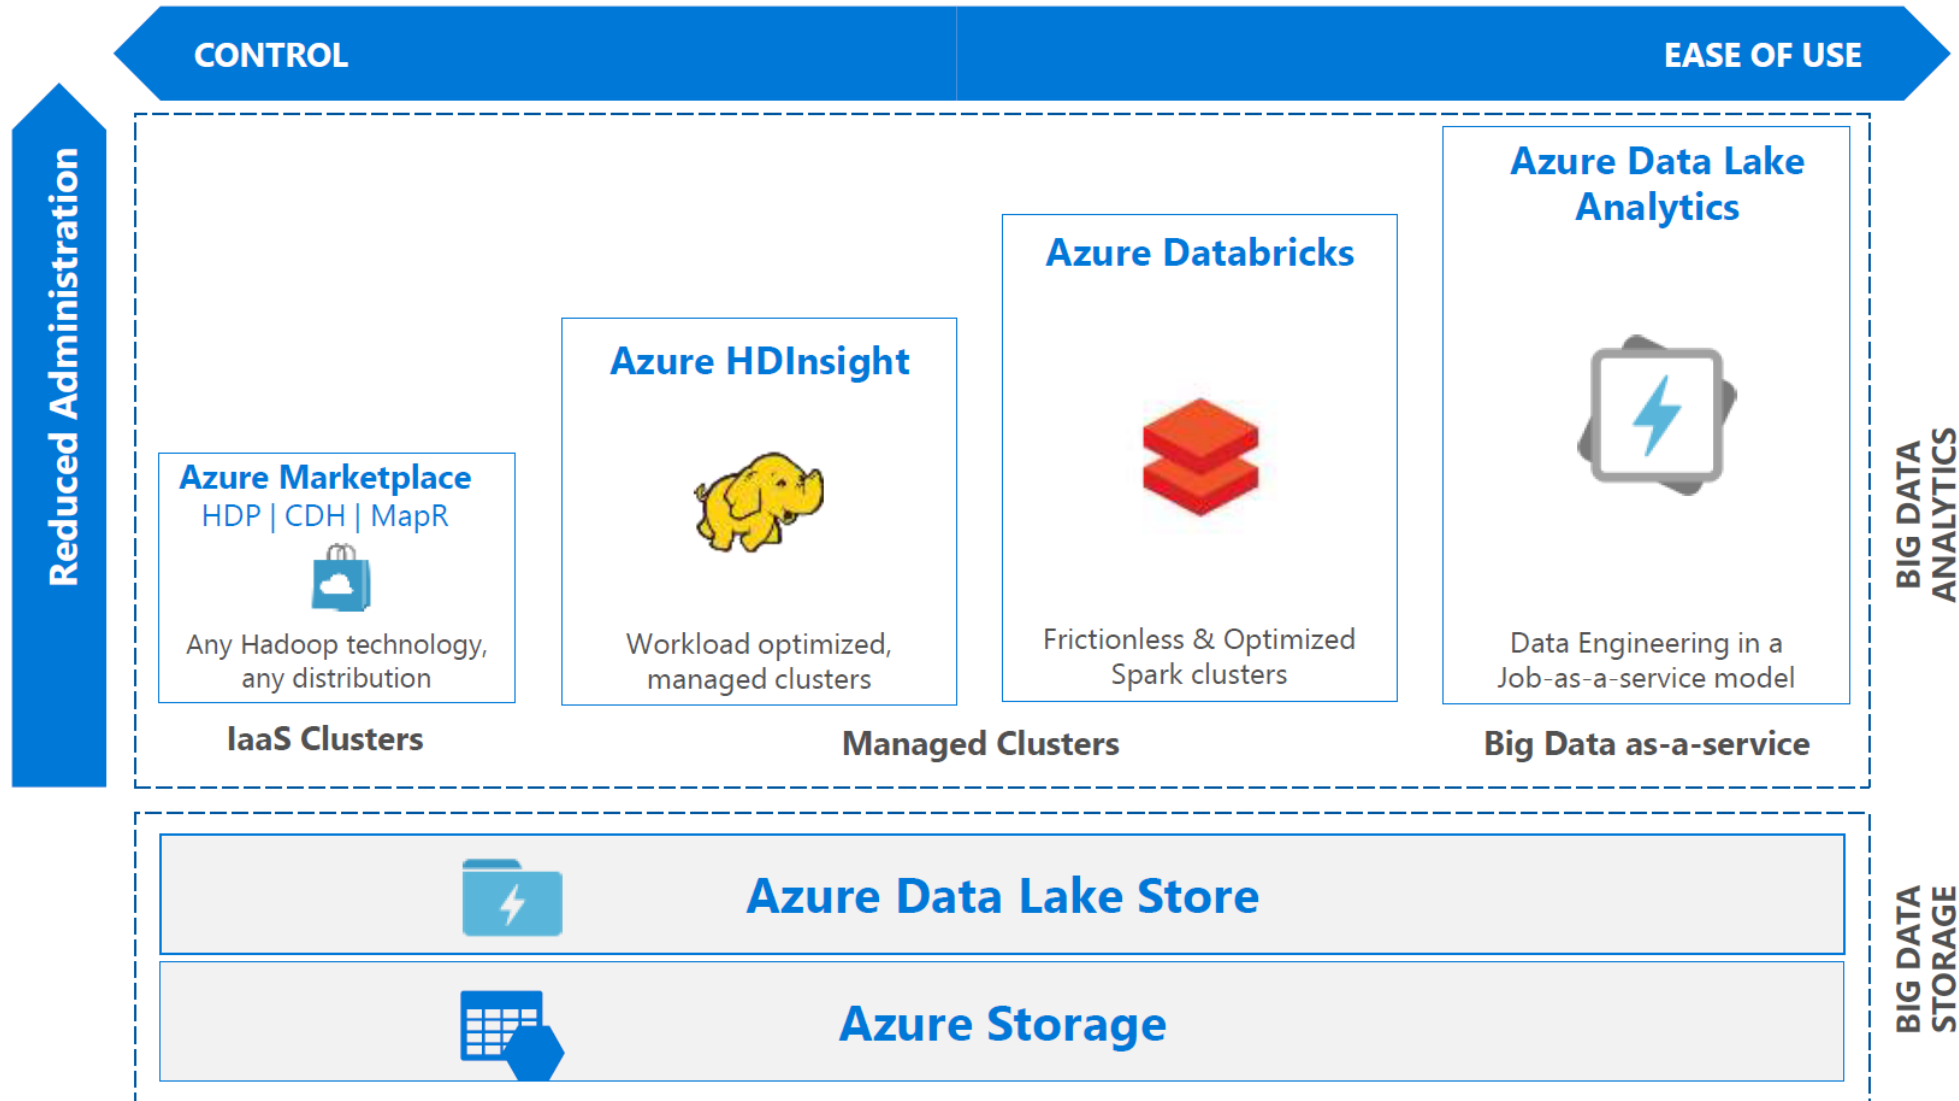 CONTROL
EASE OF USE
Reduced Administration
Azure Marketplace
HDP | CDH | MapR
Any Hadoop technology,
any distribution
IaaS Clusters
Azure HDInsight
Workload optimized,
managed clusters
Azure Databricks
Frictionless & Optimized
Spark clusters
Managed Clusters
Azure Data Lake
Analytics
Data Engineering in a
Job-as-a-service model
Big Data as-a-service
BIG DATA
ANALYTICS
Azure Data Lake Store
Azure Storage
BIG DATA
STORAGE